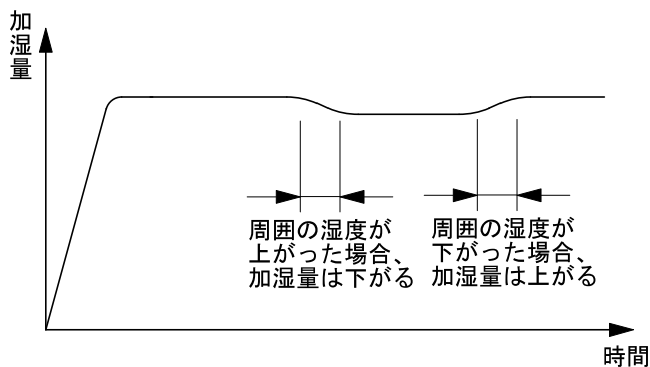 加湿量
周囲の湿度が
上がった場合、
加湿量は下がる
周囲の湿度が
下がった場合、
加湿量は上がる
時間